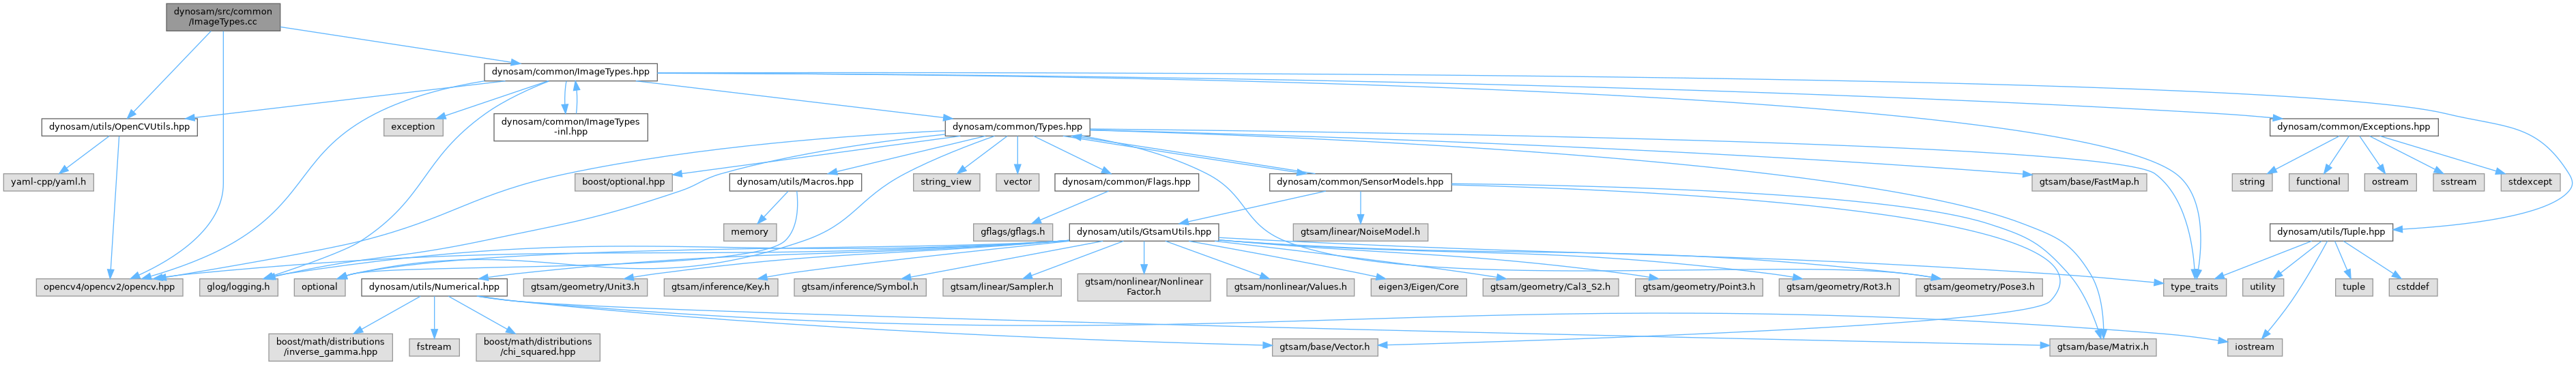 dynosam/src/common
/ImageTypes.cc
dynosam/common/ImageTypes.hpp
dynosam/utils/OpenCVUtils.hpp
exception
dynosam/common/ImageTypes
-inl.hpp
dynosam/common/Types.hpp
dynosam/common/Exceptions.hpp
yaml-cpp/yaml.h
boost/optional.hpp
dynosam/utils/Macros.hpp
string_view
vector
dynosam/common/Flags.hpp
dynosam/common/SensorModels.hpp
gtsam/base/FastMap.h
string
functional
ostream
sstream
stdexcept
memory
gflags/gflags.h
dynosam/utils/GtsamUtils.hpp
gtsam/linear/NoiseModel.h
dynosam/utils/Tuple.hpp
opencv4/opencv2/opencv.hpp
glog/logging.h
optional
dynosam/utils/Numerical.hpp
gtsam/geometry/Unit3.h
gtsam/inference/Key.h
gtsam/inference/Symbol.h
gtsam/linear/Sampler.h
gtsam/nonlinear/Nonlinear
Factor.h
gtsam/nonlinear/Values.h
eigen3/Eigen/Core
gtsam/geometry/Cal3_S2.h
gtsam/geometry/Point3.h
gtsam/geometry/Rot3.h
gtsam/geometry/Pose3.h
type_traits
utility
tuple
cstddef
boost/math/distributions
/inverse_gamma.hpp
fstream
boost/math/distributions
/chi_squared.hpp
gtsam/base/Vector.h
gtsam/base/Matrix.h
iostream